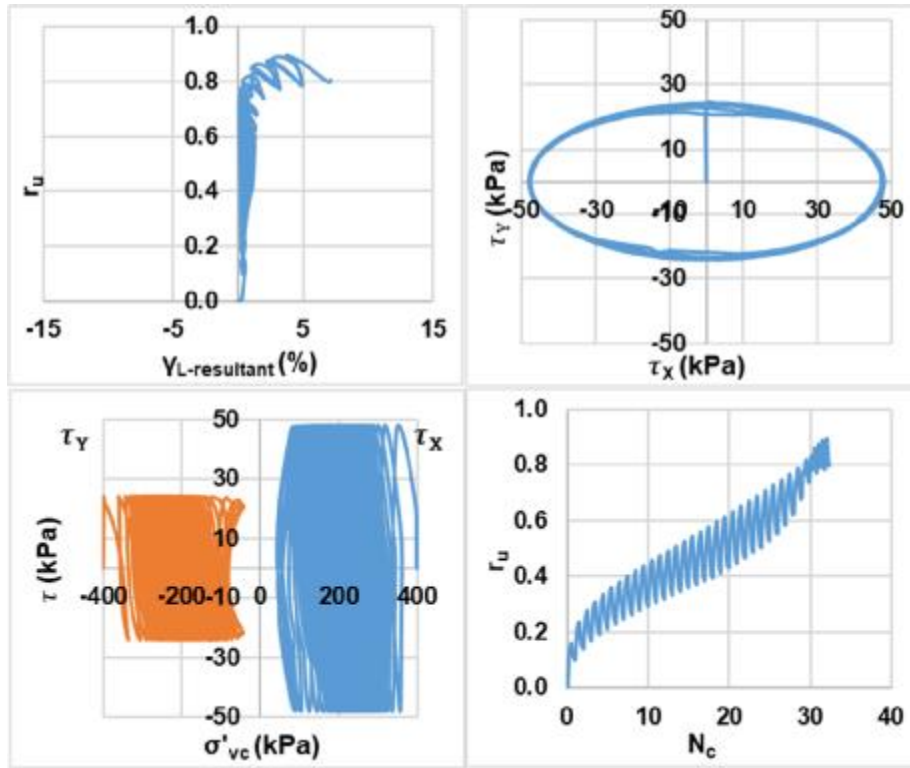 1.0
0.8
0.6
0.4
0.2
0.0
-15 -5 5 15
r_u
γ_L-resultant (%)
50
30
10
-10
-30
-50
-50 -30 -10 10 30 50
τ_Y (kPa)
τ_X (kPa)
τ_Y
τ_X
50
30
10
-10
-30
-50
-400 -200 0 200 400
τ (kPa)
σ'_vc (kPa)
1.0
0.8
0.6
0.4
0.2
0.0
0 10 20 30 40
r_u
N_c